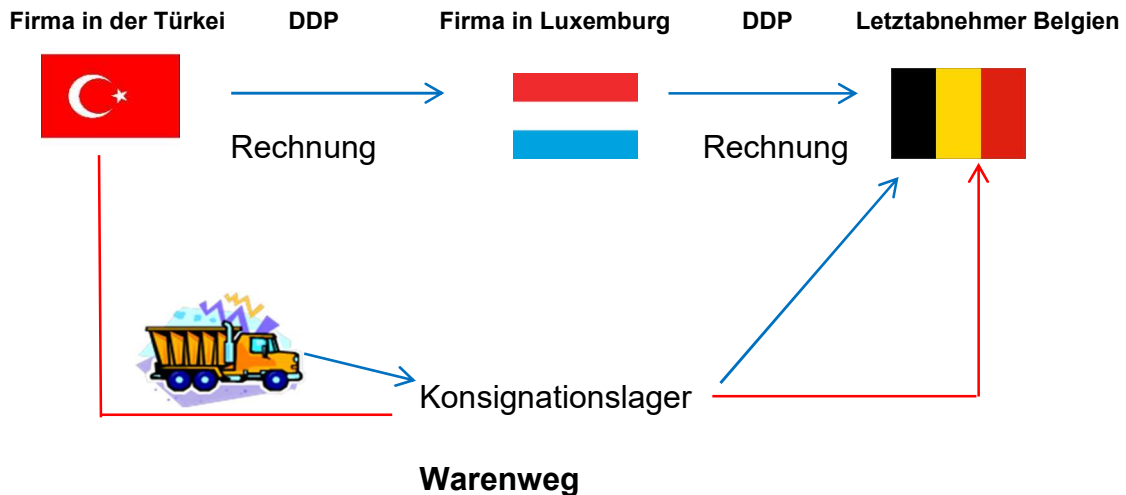 Firma in der Türkei DDP Firma in Luxemburg DDP Letztabnehmer Belgien
Rechnung Rechnung
Konsignationslager
Warenweg